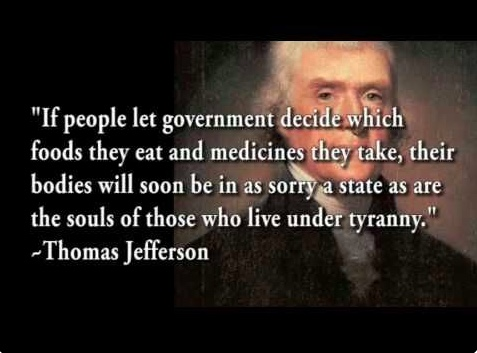 "If people let government decide which
foods they eat and medicines they take, their
bodies will soon be in as sorry a state as are
the souls of those who live under tyranny."
~Thomas Jefferson